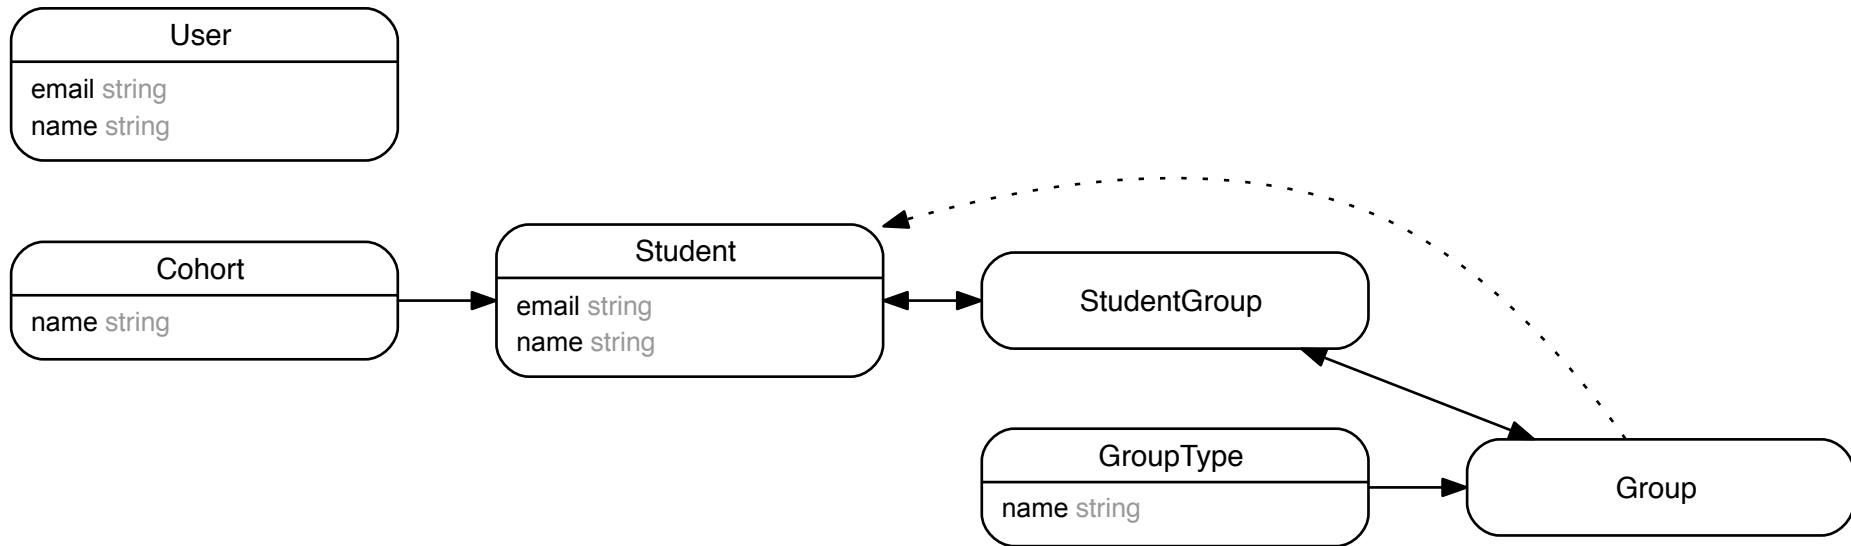 User
email string
name string
Cohort
name string
Student
email string
name string
StudentGroup
GroupType
name string
Group